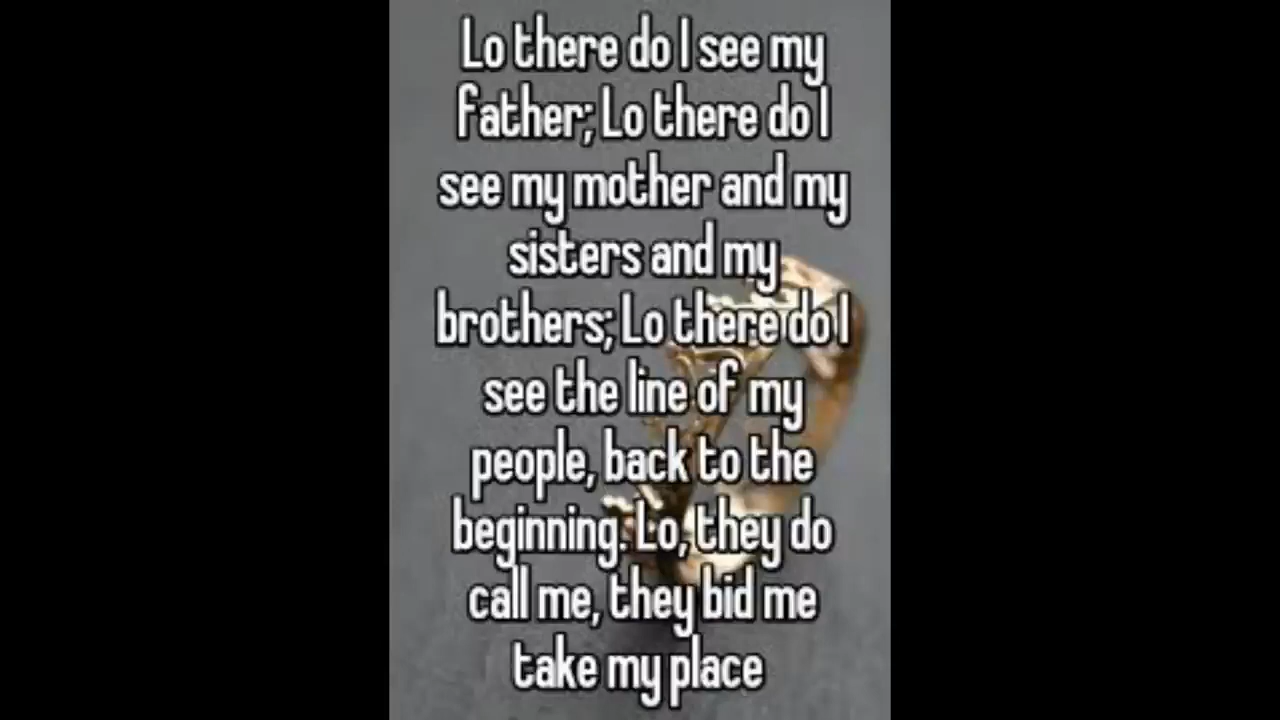 Lo there do I see my
father; Lo there do I
see my mother and my
sisters and my
brothers; Lo there do I
see the line of my
people, back to the
beginning. Lo, they do
call me, they bid me
take my place